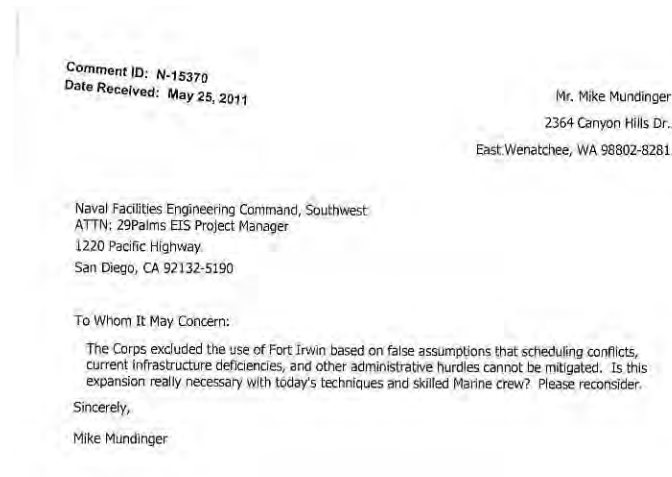 Comment ID: N-15370
Date Received: May 25, 2011
Mr. Mike Mundinger
2364 Canyon Hills Dr.
East Wenatchee, WA 98802-8281
Naval Facilities Engineering Command, Southwest
ATTN: 29Palms EIS Project Manager
1220 Pacific Highway
San Diego, CA 92132-5190
To Whom It May Concern:
The Corps excluded the use of Fort Irwin based on false assumptions that scheduling conflicts,
current infrastructure deficiencies, and other administrative hurdles cannot be mitigated. Is this
expansion really necessary with today's techniques and skilled Marine crew? Please reconsider.
Sincerely,
Mike Mundinger